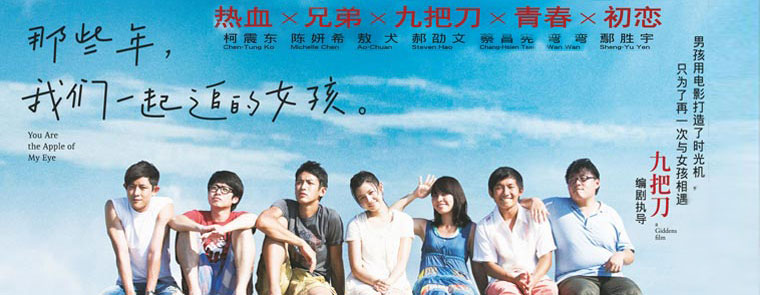 热血×兄弟×九把刀×青春×初恋
柯震东 陈妍希 敖犬 郝劭文 蔡昌宪 弯弯 鄢胜宇
Chen-Tung Ko Michelle Chen Ao-Chuan Steven Hao Chang-Hsien Tsai Wan Wan Sheng-Yu Yen
那些年，
我们一起追的女孩。
You Are
the Apple of
My Eye
男孩用电影打造了时光机。
只为了再一次与女孩相遇
九把刀
编剧执导
Giddens
film